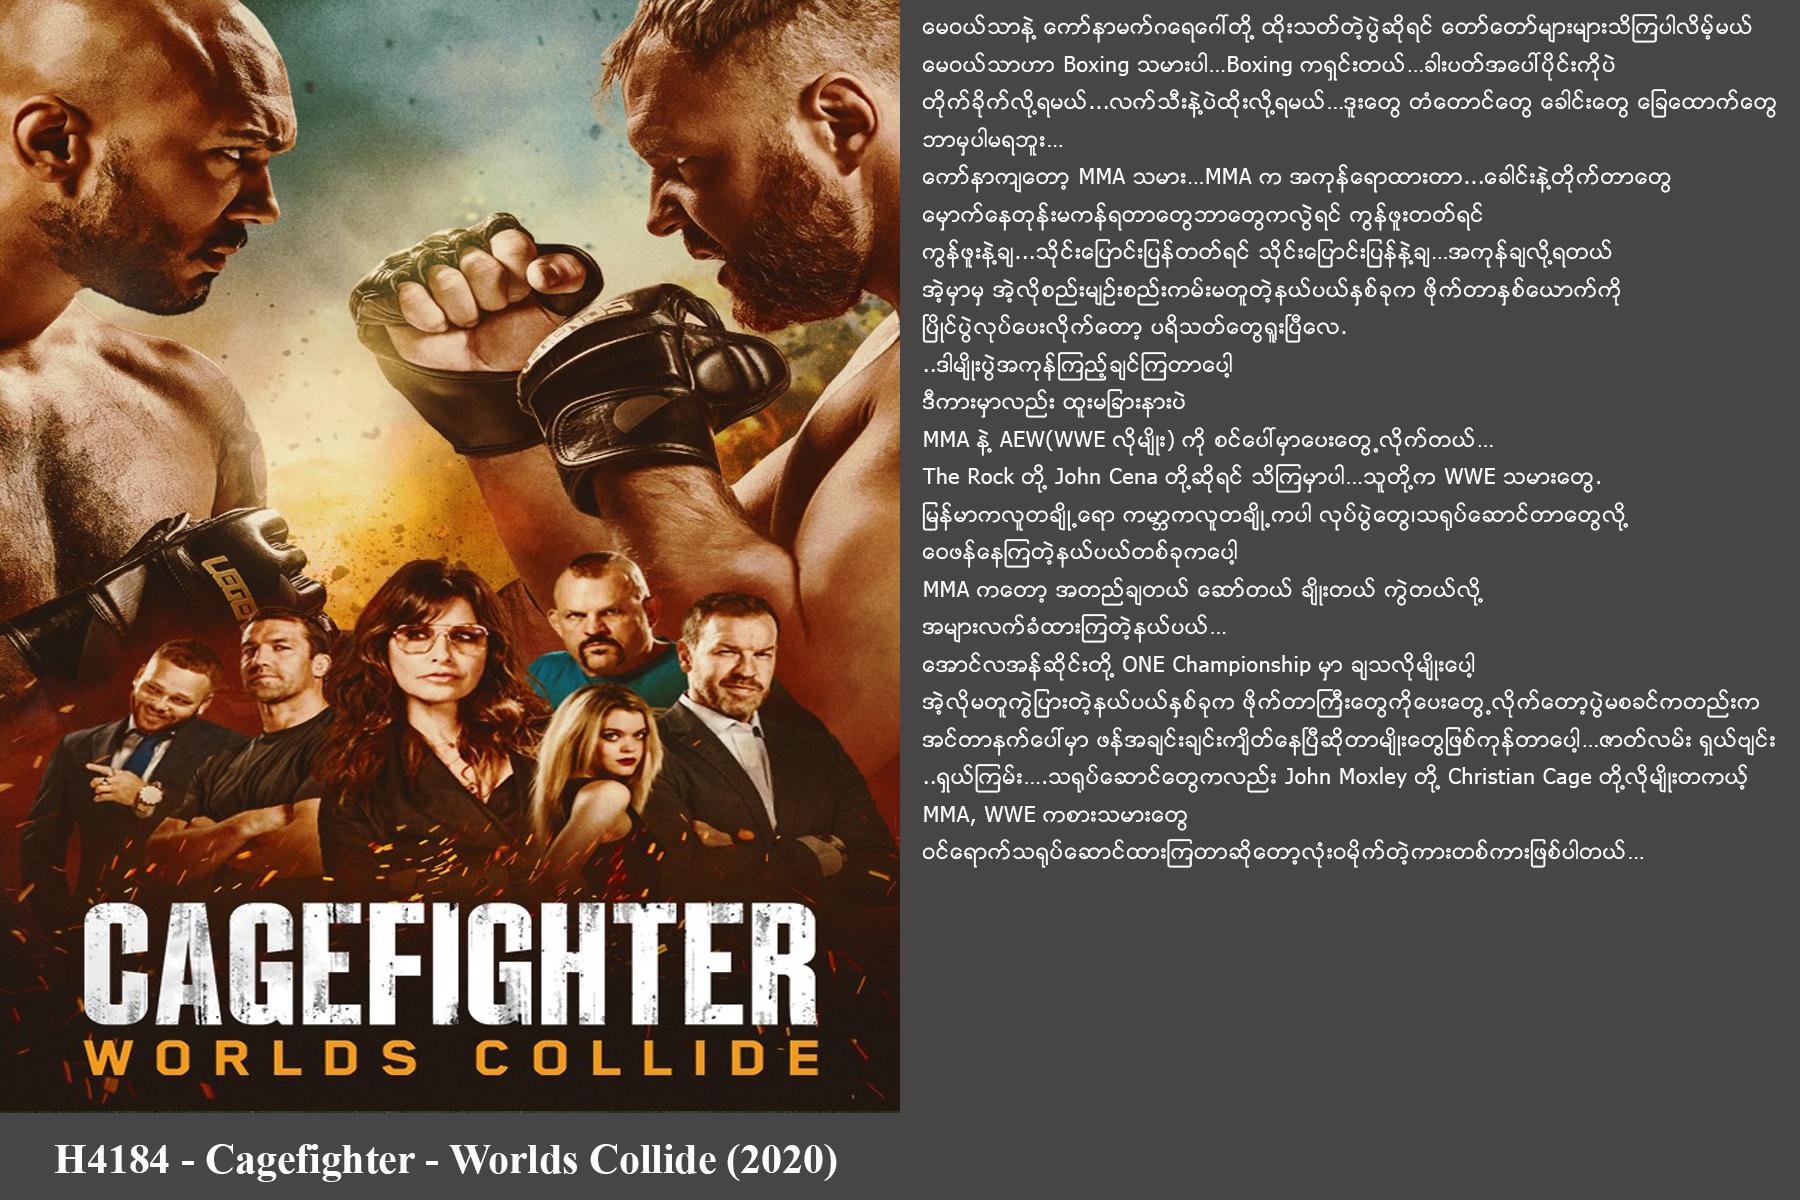 မေဝယ်သာနဲ့ ကော်နာမက်ဂရေဂေါ်တို့ ထိုးသတ်တဲ့ပွဲဆိုရင် တော်တော်များများသိကြပါလိမ့်မယ်
မေဝယ်သာဟာ Boxing သမားပါ...Boxing ကရှင်းတယ်...ခါးပတ်အပေါ်ပိုင်းကိုပဲ
တိုက်ခိုက်လို့ရမယ်...လက်သီးနဲ့ပဲထိုးလို့ရမယ်...ဒူးတွေ တံတောင်တွေ ခေါင်းတွေ ခြေထောက်တွေ
ဘာမှပါမရဘူး...
ကော်နာကျတော့ MMA သမား...MMA က အကုန်ရောထားတာ...ခေါင်းနဲ့တိုက်တာတွေ
မှောက်နေတုန်းမကန်ရတာတွေဘာတွေကလွဲရင် ကွန်ဖူးတတ်ရင်
ကွန်ဖူးနဲ့ချ...သိုင်းပြောင်းပြန်တတ်ရင် သိုင်းပြောင်းပြန်နဲ့ချ...အကုန်ချလို့ရတယ်
အဲ့မှာမှ အဲ့လိုစည်းမျဉ်းစည်းကမ်းမတူတဲ့နယ်ပယ်နှစ်ခုက ဖိုက်တာနှစ်ယောက်ကို
ပြိုင်ပွဲလုပ်ပေးလိုက်တော့ ပရိသတ်တွေရူးပြီလေ.
..ဒါမျိုးပွဲအကုန်ကြည့်ချင်ကြတာပေါ့
ဒီကားမှာလည်း ထူးမခြားနားပဲ
MMA နဲ့ AEW(WWE လိုမျိုး) ကို စင်ပေါ်မှာပေးတွေ့လိုက်တယ်...
The Rock တို့ John Cena တို့ဆိုရင် သိကြမှာပါ...သူတို့က WWE သမားတွေ.
မြန်မာကလူတချို့ရော ကမ္ဘာကလူတချို့ကပါ လုပ်ပွဲတွေ၊သရုပ်ဆောင်တာတွေလို့
ဝေဖန်နေကြတဲ့နယ်ပယ်တစ်ခုကပေါ့
MMA ကတော့ အတည်ချတယ် ဆော်တယ် ချိုးတယ် ကွဲတယ်လို့
အများလက်ခံထားကြတဲ့နယ်ပယ်...
အောင်လအန်ဆိုင်းတို့ ONE Championship မှာ ချသလိုမျိုးပေါ့
အဲ့လိုမတူကွဲပြားတဲ့နယ်ပယ်နှစ်ခုက ဖိုက်တာကြီးတွေကိုပေးတွေ့လိုက်တော့ပွဲမစခင်ကတည်းက
အင်တာနက်ပေါ်မှာ ဖန်အချင်းချင်းကျိတ်နေပြီဆိုတာမျိုးတွေဖြစ်ကုန်တာပေါ့...ဇာတ်လမ်း ရှယ်ဗျင်း
..ရှယ်ကြမ်း....သရုပ်ဆောင်တွေကလည်း John Moxley တို့ Christian Cage တို့လိုမျိုးတကယ့်
MMA, WWE ကစားသမားတွေ
ဝင်ရောက်သရုပ်ဆောင်ထားကြတာဆိုတော့လုံးဝမိုက်တဲ့ကားတစ်ကားဖြစ်ပါတယ်...
CAGEFIGHTER
WORLDS COLLIDE
H4184 - Cagefighter - Worlds Collide (2020)